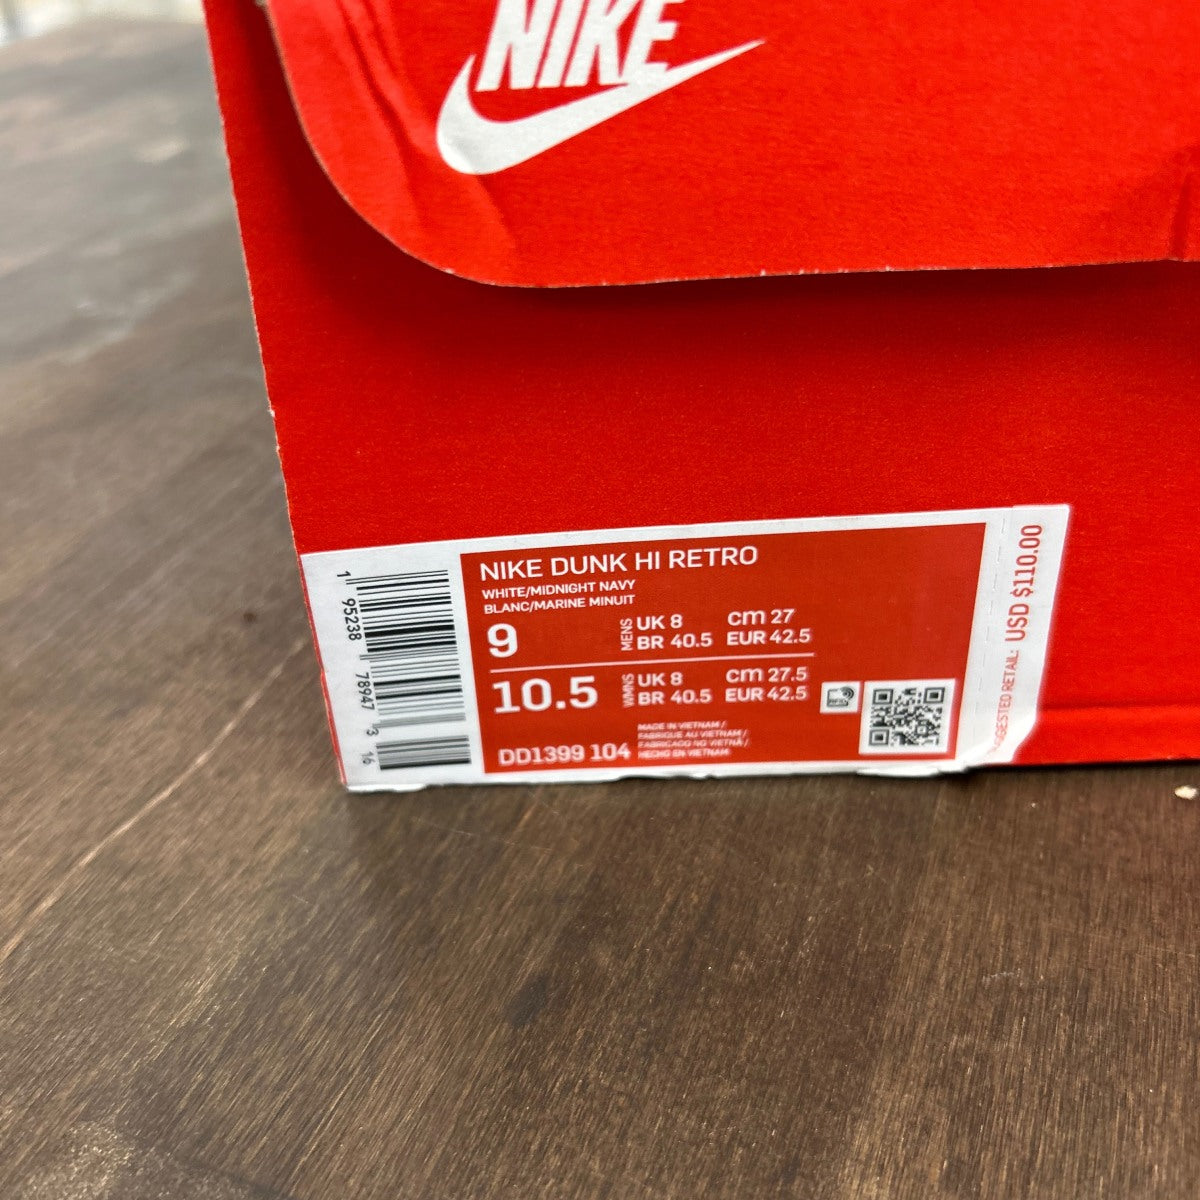 NIKE
NIKE DUNK HI RETRO
WHITE/MIDNIGHT NAVY
BLANC/MARINE MINUIT
9
MENS
UK 8 cm 27
BR 40.5 EUR 42.5
10.5
WMNS
UK 8 cm 27.5
BR 40.5 EUR 42.5
DD1399 104
MADE IN VIETNAM /
FABRIQUE AU VIETNAM /
FABRICADO NO VIETNÃ /
HECHO EN VIETNAM
1 95238 78947 3
16
SUGGESTED RETAIL: USD $110.00